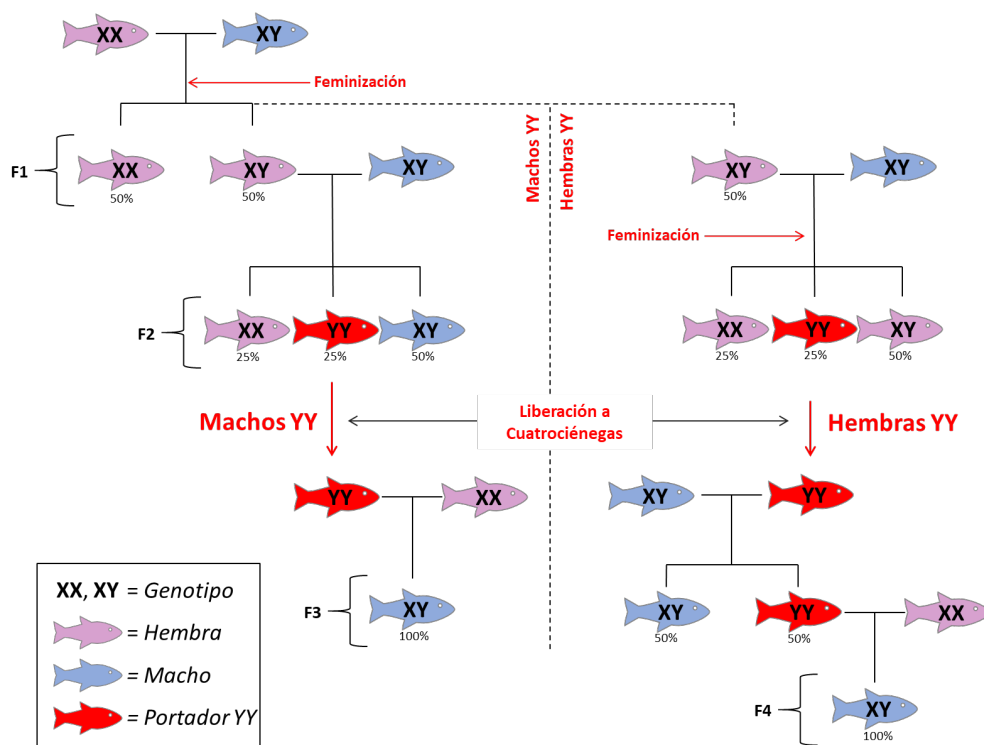 XX
XY
Feminización
Machos YY
Hembras YY
F1
XX
50%
XY
50%
XY
XY
50%
XY
Feminización
F2
XX
25%
YY
25%
XY
50%
XX
25%
YY
25%
XY
50%
Machos YY
Liberación a
Cuatrociénegas
Hembras YY
YY
XX
XY
YY
F3
XY
100%
XY
50%
YY
50%
XX
F4
XY
100%
XX, XY = Genotipo
= Hembra
= Macho
= Portador YY